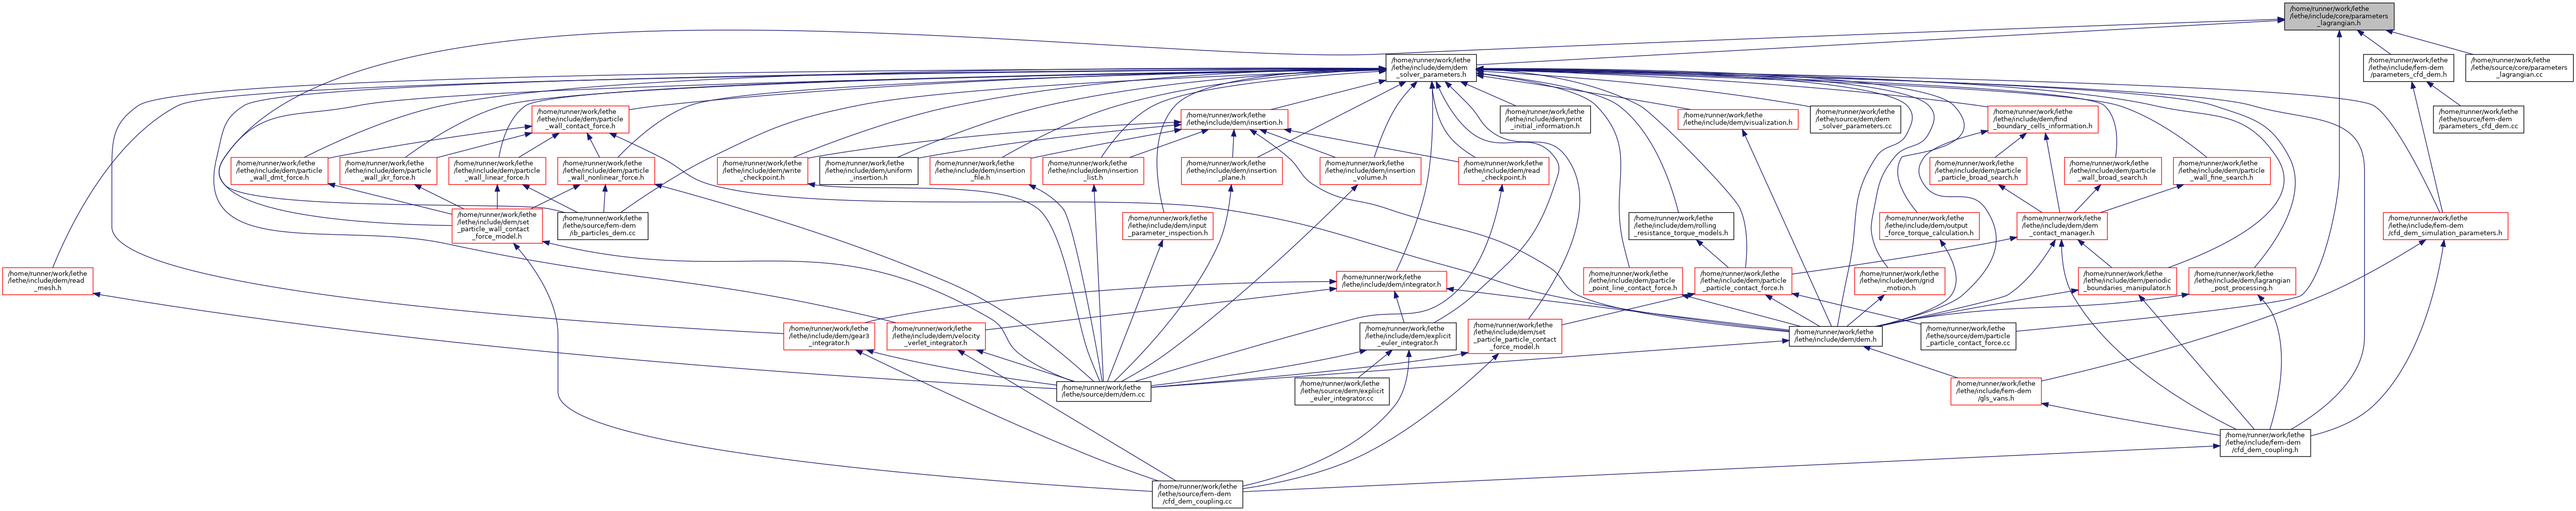 /home/runner/work/lethe
/lethe/include/core/parameters
_lagrangian.h
/home/runner/work/lethe
/lethe/include/dem/dem
_solver_parameters.h
/home/runner/work/lethe
/lethe/include/fem-dem
/parameters_cfd_dem.h
/home/runner/work/lethe
/lethe/source/core/parameters
_lagrangian.cc
/home/runner/work/lethe
/lethe/include/dem/particle
_wall_contact_force.h
/home/runner/work/lethe
/lethe/include/dem/insertion.h
/home/runner/work/lethe
/lethe/include/dem/print
_initial_information.h
/home/runner/work/lethe
/lethe/include/dem/visualization.h
/home/runner/work/lethe
/lethe/source/dem/dem
_solver_parameters.cc
/home/runner/work/lethe
/lethe/include/dem/find
_boundary_cells_information.h
/home/runner/work/lethe
/lethe/source/fem-dem
/parameters_cfd_dem.cc
/home/runner/work/lethe
/lethe/include/dem/particle
_wall_dmt_force.h
/home/runner/work/lethe
/lethe/include/dem/particle
_wall_jkr_force.h
/home/runner/work/lethe
/lethe/include/dem/particle
_wall_linear_force.h
/home/runner/work/lethe
/lethe/include/dem/particle
_wall_nonlinear_force.h
/home/runner/work/lethe
/lethe/include/dem/write
_checkpoint.h
/home/runner/work/lethe
/lethe/include/dem/uniform
_insertion.h
/home/runner/work/lethe
/lethe/include/dem/insertion
_file.h
/home/runner/work/lethe
/lethe/include/dem/insertion
_list.h
/home/runner/work/lethe
/lethe/include/dem/insertion
_plane.h
/home/runner/work/lethe
/lethe/include/dem/insertion
_volume.h
/home/runner/work/lethe
/lethe/include/dem/read
_checkpoint.h
/home/runner/work/lethe
/lethe/include/dem/particle
_particle_broad_search.h
/home/runner/work/lethe
/lethe/include/dem/particle
_wall_broad_search.h
/home/runner/work/lethe
/lethe/include/dem/particle
_wall_fine_search.h
/home/runner/work/lethe
/lethe/include/dem/set
_particle_wall_contact
_force_model.h
/home/runner/work/lethe
/lethe/source/fem-dem
/ib_particles_dem.cc
/home/runner/work/lethe
/lethe/include/dem/input
_parameter_inspection.h
/home/runner/work/lethe
/lethe/include/dem/rolling
_resistance_torque_models.h
/home/runner/work/lethe
/lethe/include/dem/output
_force_torque_calculation.h
/home/runner/work/lethe
/lethe/include/dem/dem
_contact_manager.h
/home/runner/work/lethe
/lethe/include/fem-dem
/cfd_dem_simulation_parameters.h
/home/runner/work/lethe
/lethe/include/dem/read
_mesh.h
/home/runner/work/lethe
/lethe/include/dem/integrator.h
/home/runner/work/lethe
/lethe/include/dem/particle
_point_line_contact_force.h
/home/runner/work/lethe
/lethe/include/dem/particle
_particle_contact_force.h
/home/runner/work/lethe
/lethe/include/dem/grid
_motion.h
/home/runner/work/lethe
/lethe/include/dem/periodic
_boundaries_manipulator.h
/home/runner/work/lethe
/lethe/include/dem/lagrangian
_post_processing.h
/home/runner/work/lethe
/lethe/include/dem/gear3
_integrator.h
/home/runner/work/lethe
/lethe/include/dem/velocity
_verlet_integrator.h
/home/runner/work/lethe
/lethe/include/dem/explicit
_euler_integrator.h
/home/runner/work/lethe
/lethe/include/dem/set
_particle_particle_contact
_force_model.h
/home/runner/work/lethe
/lethe/include/dem/dem.h
/home/runner/work/lethe
/lethe/source/dem/particle
_particle_contact_force.cc
/home/runner/work/lethe
/lethe/source/dem/dem.cc
/home/runner/work/lethe
/lethe/source/dem/explicit
_euler_integrator.cc
/home/runner/work/lethe
/lethe/include/fem-dem
/gls_vans.h
/home/runner/work/lethe
/lethe/include/fem-dem
/cfd_dem_coupling.h
/home/runner/work/lethe
/lethe/source/fem-dem
/cfd_dem_coupling.cc